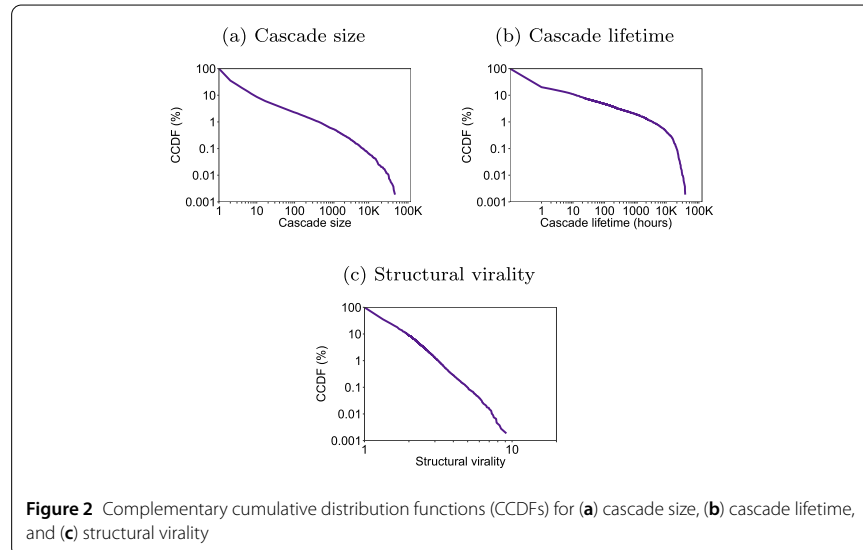 (a) Cascade size
(b) Cascade lifetime
100
10
1
0.1
0.01
0.001
CCDF (%)
1 10 100 1000 10K 100K
Cascade size
100
10
1
0.1
0.01
0.001
CCDF (%)
1 10 100 1000 10K 100K
Cascade lifetime (hours)
(c) Structural virality
100
10
1
0.1
0.01
0.001
CCDF (%)
1 10
Structural virality
Figure 2 Complementary cumulative distribution functions (CCDFs) for (a) cascade size, (b) cascade lifetime,
and (c) structural virality